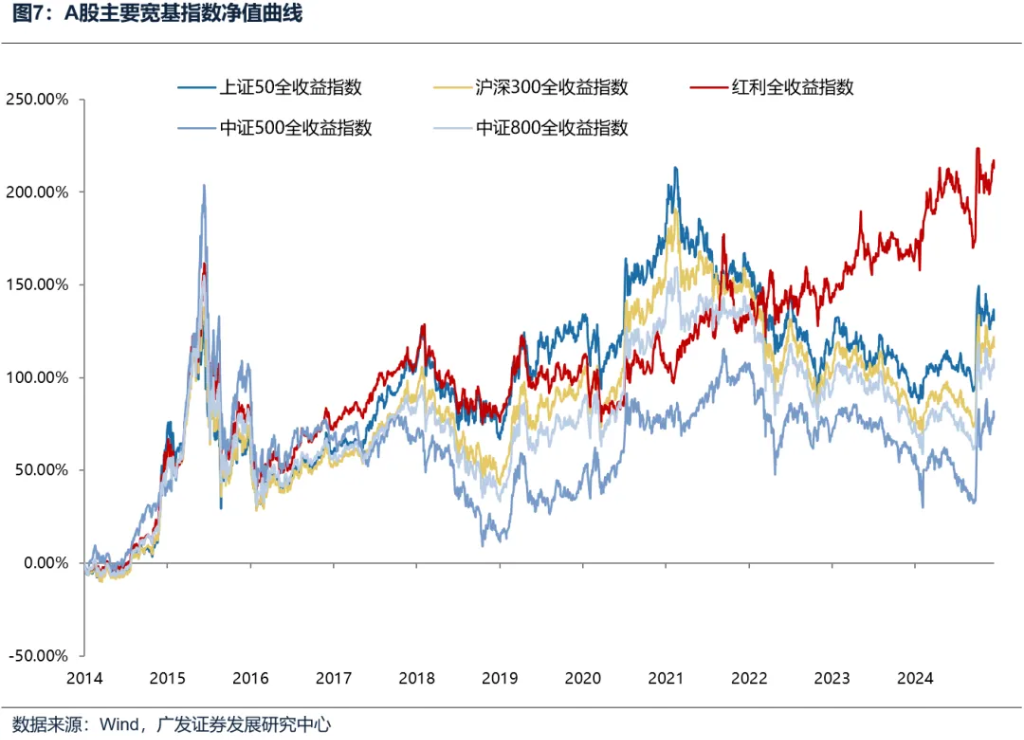 图7：A股主要宽基指数净值曲线
上证50全收益指数 沪深300全收益指数 红利全收益指数
中证500全收益指数 中证800全收益指数
250.00%
200.00%
150.00%
100.00%
50.00%
0.00%
-50.00%
2014 2015 2016 2017 2018 2019 2020 2021 2022 2023 2024
数据来源：Wind，广发证券发展研究中心